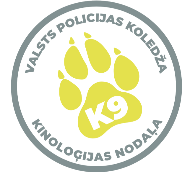 VALSTS POLICIJAS KOLEDŽA
K9
KINOLOĢIJAS NODAĻA